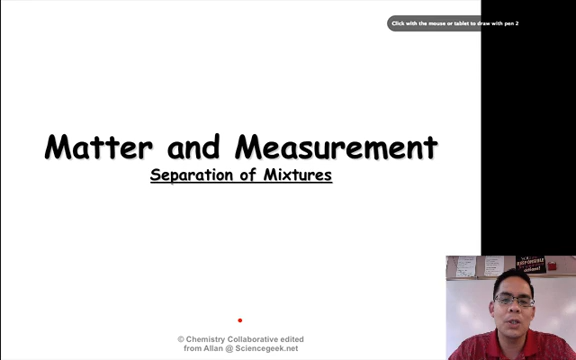 Click with the mouse or tablet to draw with pen 2
Matter and Measurement
Separation of Mixtures
© Chemistry Collaborative edited
from Allan @ Sciencegeek.net